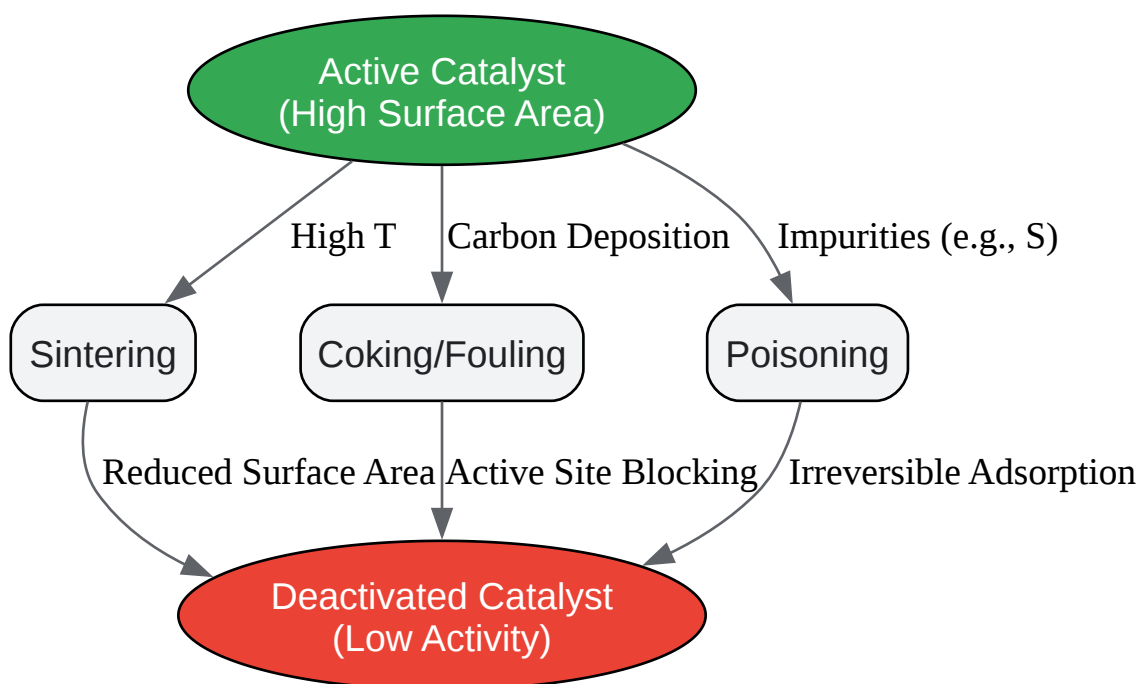 Active Catalyst
(High Surface Area)
High T
Carbon Deposition
Impurities (e.g., S)
Sintering
Coking/Fouling
Poisoning
Reduced Surface Area
Active Site Blocking
Irreversible Adsorption
Deactivated Catalyst
(Low Activity)